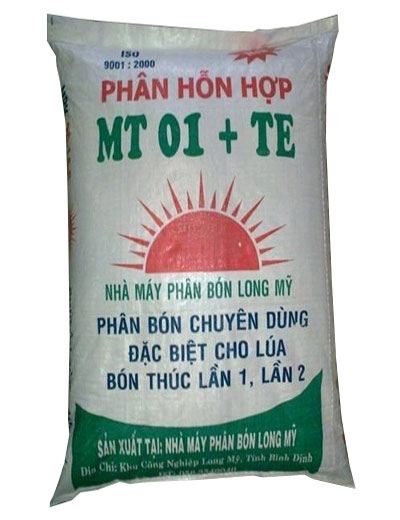 ISO
9001 : 2000
PHÂN HỖN HỢP
MT 01 + TE
NHÀ MÁY PHÂN BÓN LONG MỸ
PHÂN BÓN CHUYÊN DÙNG
ĐẶC BIỆT CHO LÚA
BÓN THÚC LẦN 1, LẦN 2
SẢN XUẤT TẠI: NHÀ MÁY PHÂN BÓN LONG MỸ
Địa Chỉ: Khu Công Nghiệp Long Mỹ, Tỉnh Bình Định